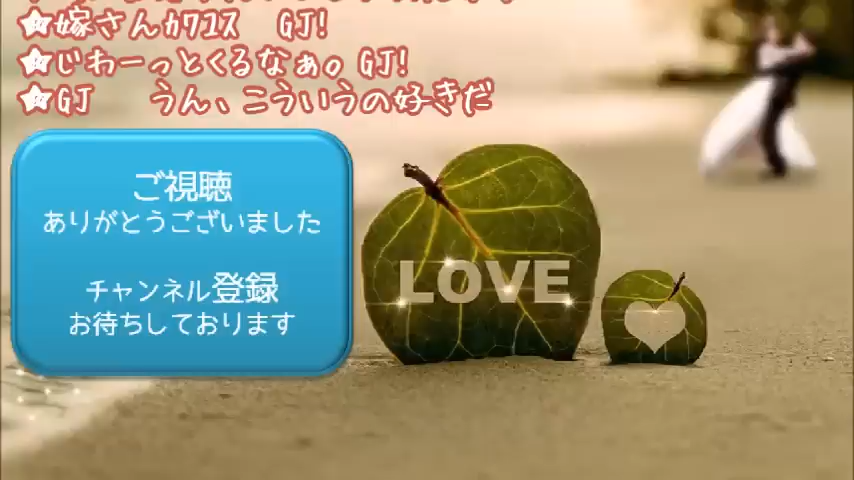 ★嫁さんｶﾜﾕｽ　GJ!
★じわーっとくるなぁ。GJ!
★GJ　　うん、こういうの好きだ
ご視聴
ありがとうございました
チャンネル登録
お待ちしております
LOVE